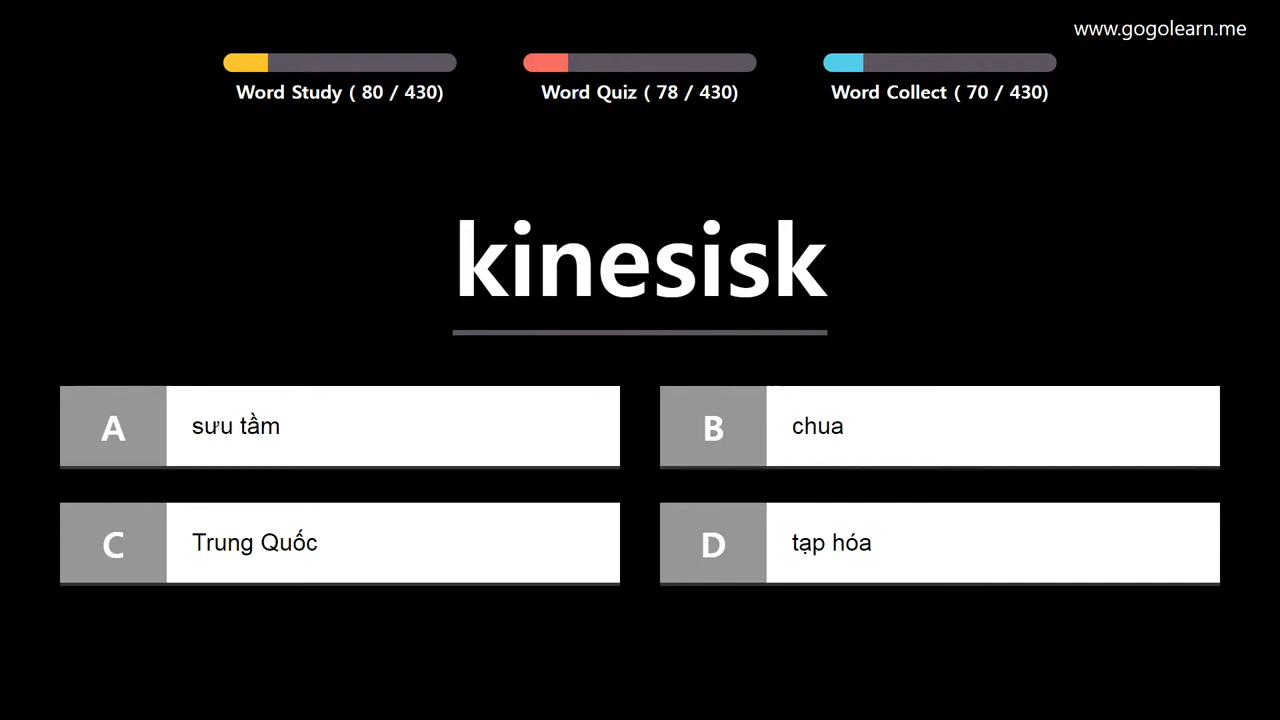 www.gogolearn.me
Word Study ( 80 / 430)
Word Quiz ( 78 / 430)
Word Collect ( 70 / 430)
kinesisk
A sưu tầm
B chua
C Trung Quốc
D tạp hóa